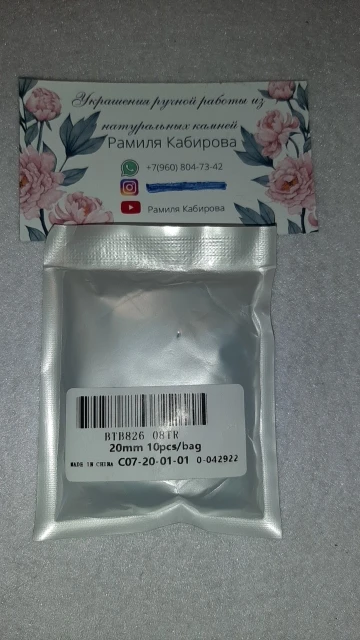 Украшения ручной работы из
натуральных камней
Рамиля Кабирова
+7(960) 804-73-42
Рамиля Кабирова
BTB826 08TR
20mm 10pcs/bag
MADE IN CHINA C07-20-01-01 0-042922